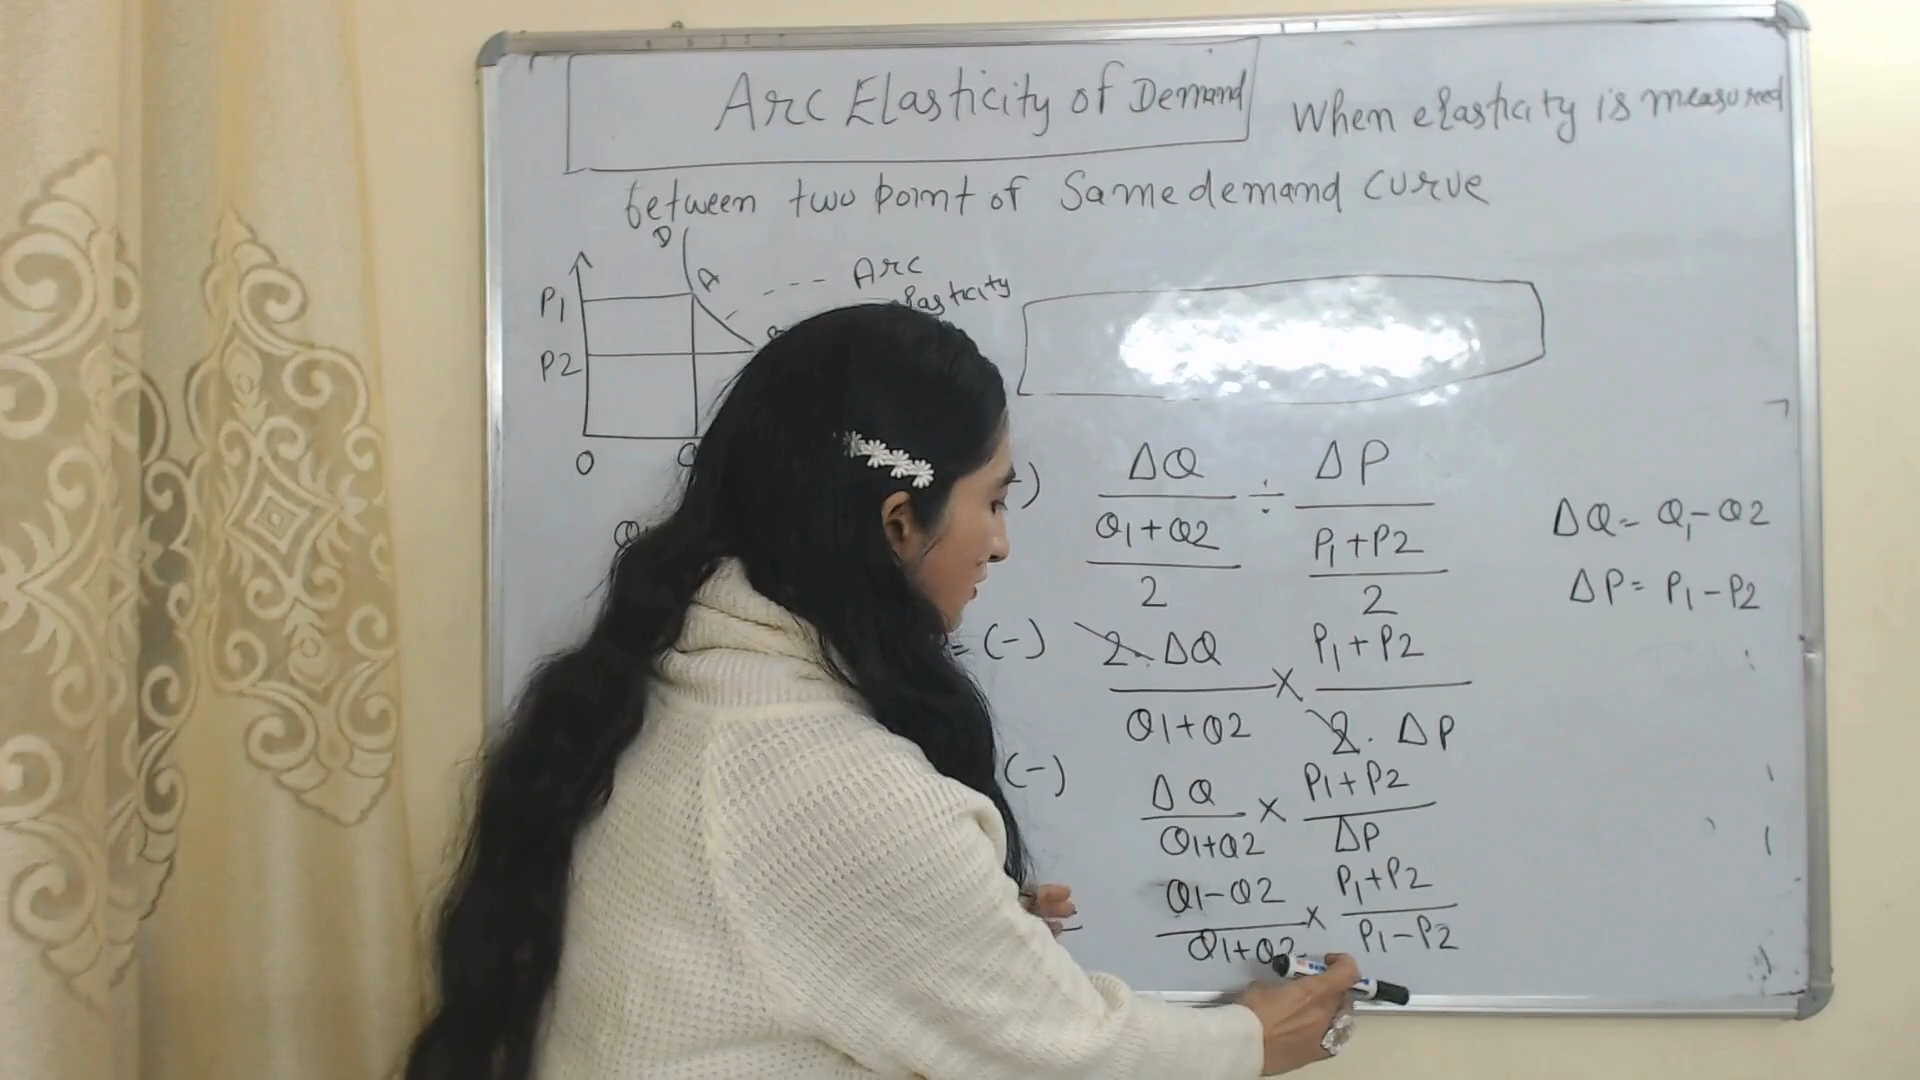 Arc Elasticity of Demand
When elasticity is measured
between two point of Same demand curve
D
A
--- Arc
elasticity
P1
P2
O
ΔQ ÷ ΔP
Q1+Q2 P1+P2
2 2
ΔQ = Q1-Q2
ΔP = P1-P2
= (-) 2. ΔQ × P1+P2
Q1+Q2 2. ΔP
(-) ΔQ × P1+P2
Q1+Q2 ΔP
Q1-Q2 × P1+P2
Q1+Q2 P1-P2